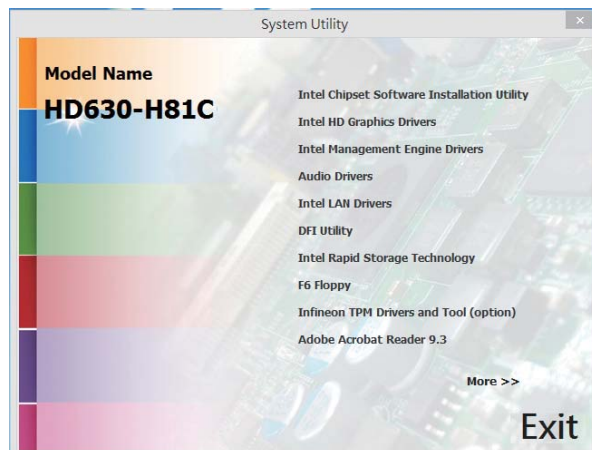 System Utility
Model Name
HD630-H81C
Intel Chipset Software Installation Utility
Intel HD Graphics Drivers
Intel Management Engine Drivers
Audio Drivers
Intel LAN Drivers
DFI Utility
Intel Rapid Storage Technology
F6 Floppy
Infineon TPM Drivers and Tool (option)
Adobe Acrobat Reader 9.3
More >>
Exit